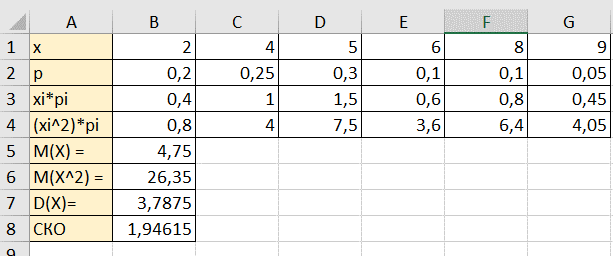 A B C D E F G
1 x 2 4 5 6 8 9
2 p 0,2 0,25 0,3 0,1 0,1 0,05
3 xi*pi 0,4 1 1,5 0,6 0,8 0,45
4 (xi^2)*pi 0,8 4 7,5 3,6 6,4 4,05
5 M(X) = 4,75
6 M(X^2) = 26,35
7 D(X)= 3,7875
8 СКО 1,94615
9